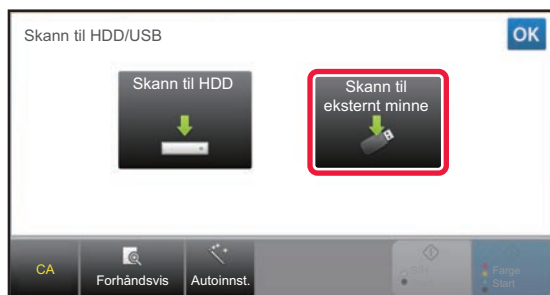 Skann til HDD/USB
OK
Skann til HDD
Skann til
eksternt minne
CA
Forhåndsvis
Autoinnst.
Farge
Start